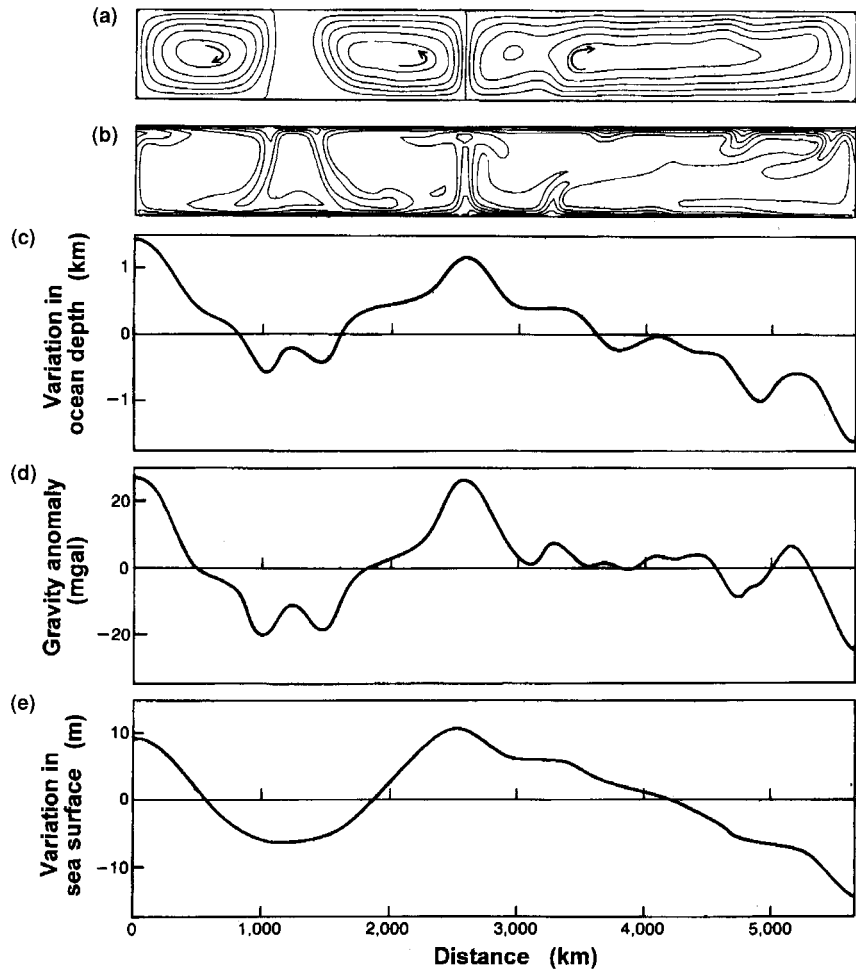 (a)
(b)
(c)
Variation in
ocean depth (km)
1
0
−1
(d)
Gravity anomaly
(mgal)
20
0
−20
(e)
Variation in
sea surface (m)
10
0
−10
0 1,000 2,000 3,000 4,000 5,000
Distance (km)